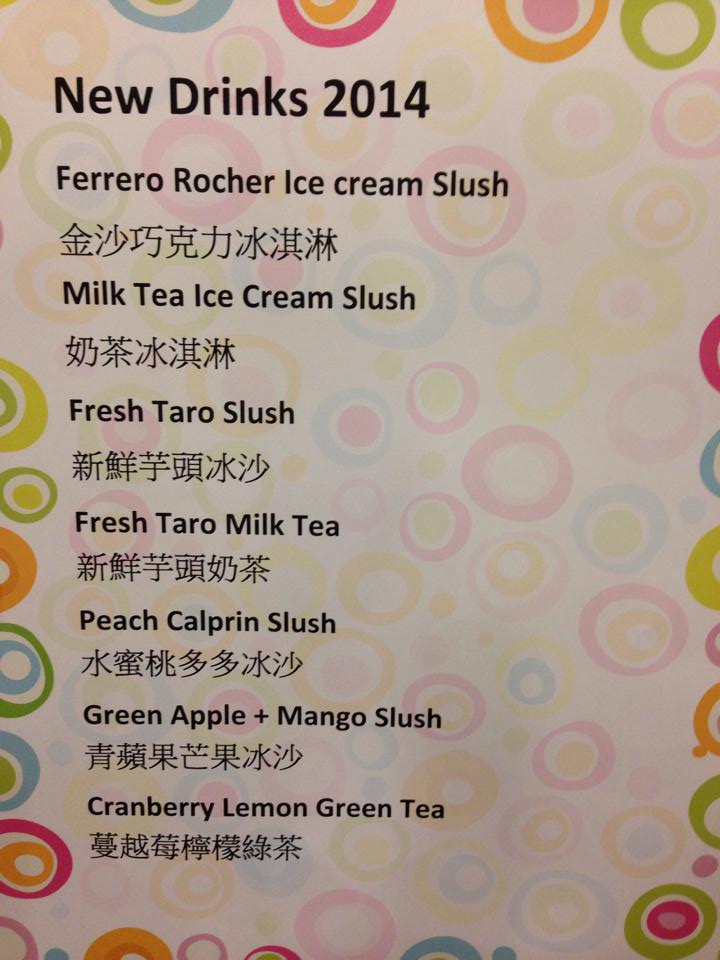 New Drinks 2014
Ferrero Rocher Ice cream Slush
金沙巧克力冰淇淋
Milk Tea Ice Cream Slush
奶茶冰淇淋
Fresh Taro Slush
新鮮芋頭冰沙
Fresh Taro Milk Tea
新鮮芋頭奶茶
Peach Calprin Slush
水蜜桃多多冰沙
Green Apple + Mango Slush
青蘋果芒果冰沙
Cranberry Lemon Green Tea
蔓越莓檸檬綠茶